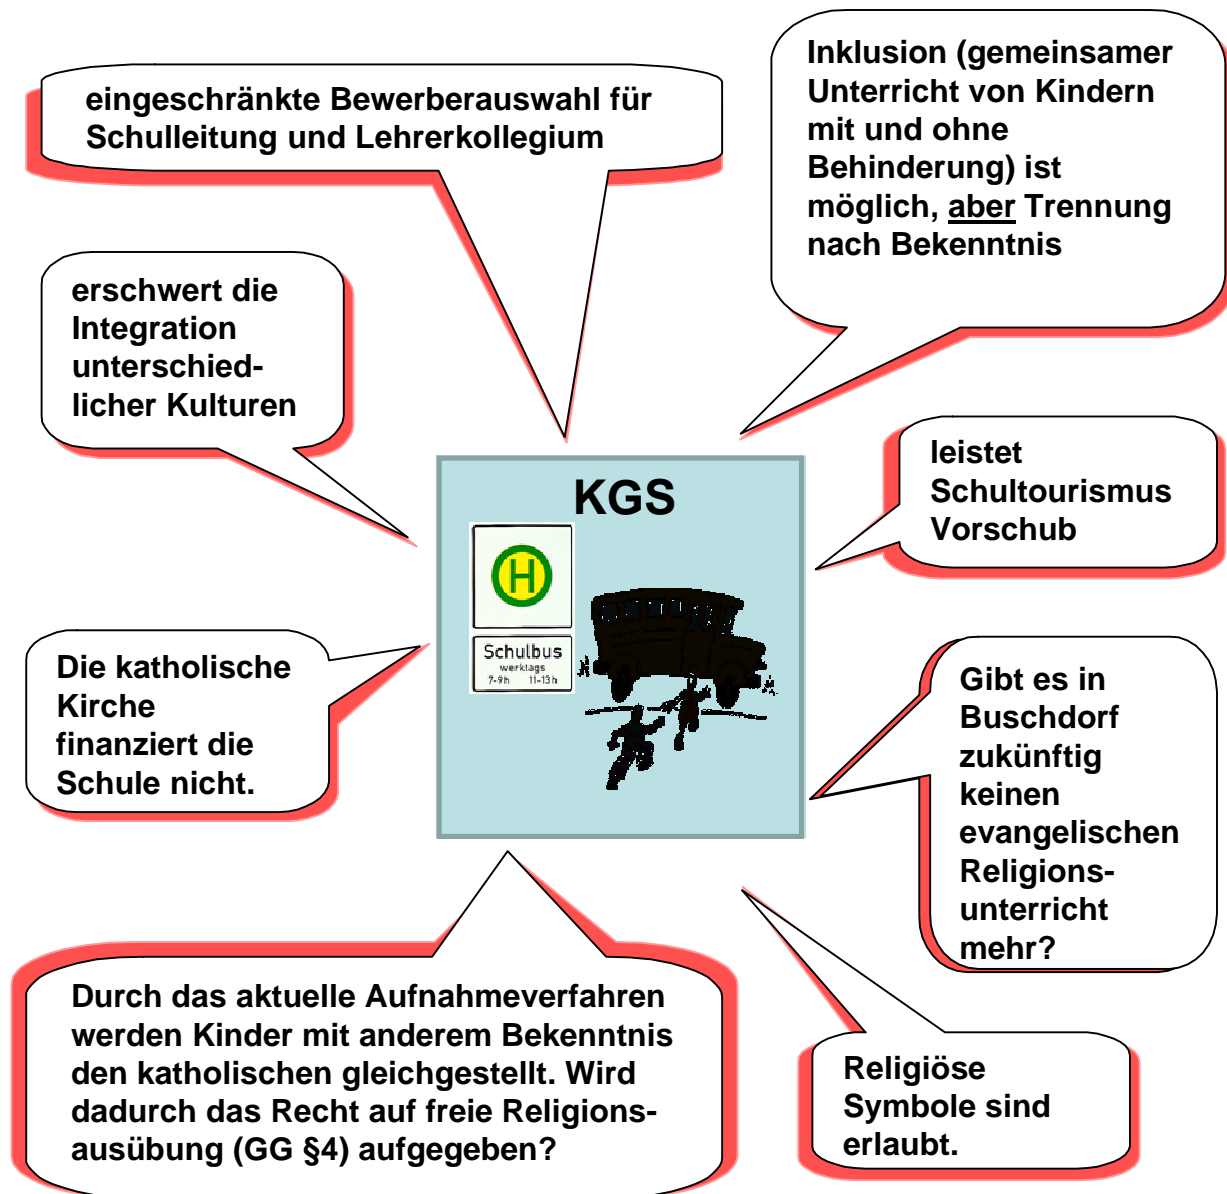 eingeschränkte Bewerberauswahl für
Schulleitung und Lehrerkollegium
Inklusion (gemeinsamer
Unterricht von Kindern
mit und ohne
Behinderung) ist
möglich, aber Trennung
nach Bekenntnis
erschwert die
Integration
unterschied-
licher Kulturen
leistet
Schultourismus
Vorschub
KGS
H
Schulbus
werktags
7-9h 11-13h
Die katholische
Kirche
finanziert die
Schule nicht.
Gibt es in
Buschdorf
zukünftig
keinen
evangelischen
Religions-
unterricht
mehr?
Durch das aktuelle Aufnahmeverfahren
werden Kinder mit anderem Bekenntnis
den katholischen gleichgestellt. Wird
dadurch das Recht auf freie Religions-
ausübung (GG §4) aufgegeben?
Religiöse
Symbole sind
erlaubt.